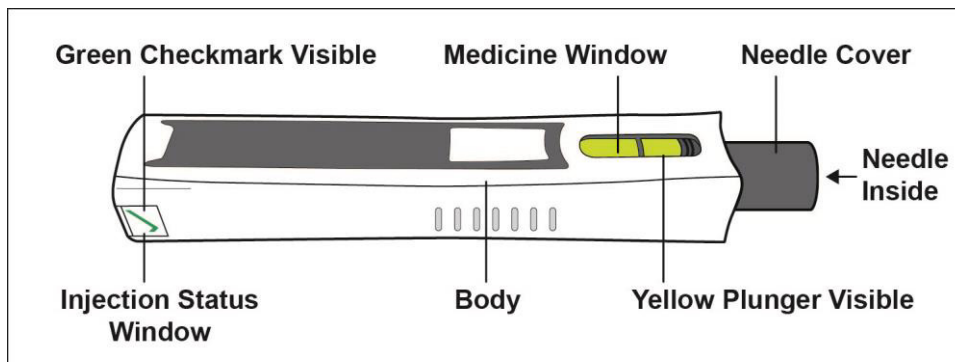 Green Checkmark Visible
Medicine Window
Needle Cover
Needle
Inside
Injection Status
Window
Body
Yellow Plunger Visible